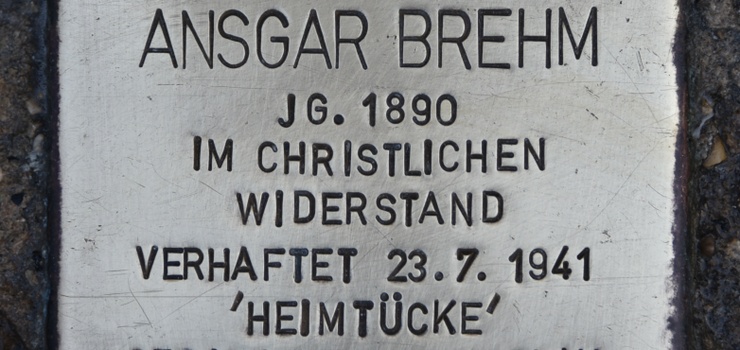 ANSGAR BREHM
JG. 1890
IM CHRISTLICHEN
WIDERSTAND
VERHAFTET 23.7. 1941
'HEIMTÜCKE'